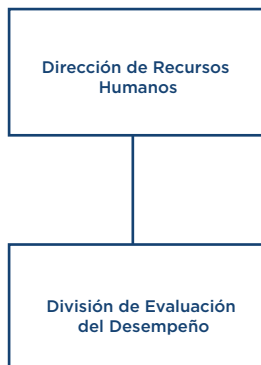 Dirección de Recursos
Humanos
División de Evaluación
del Desempeño